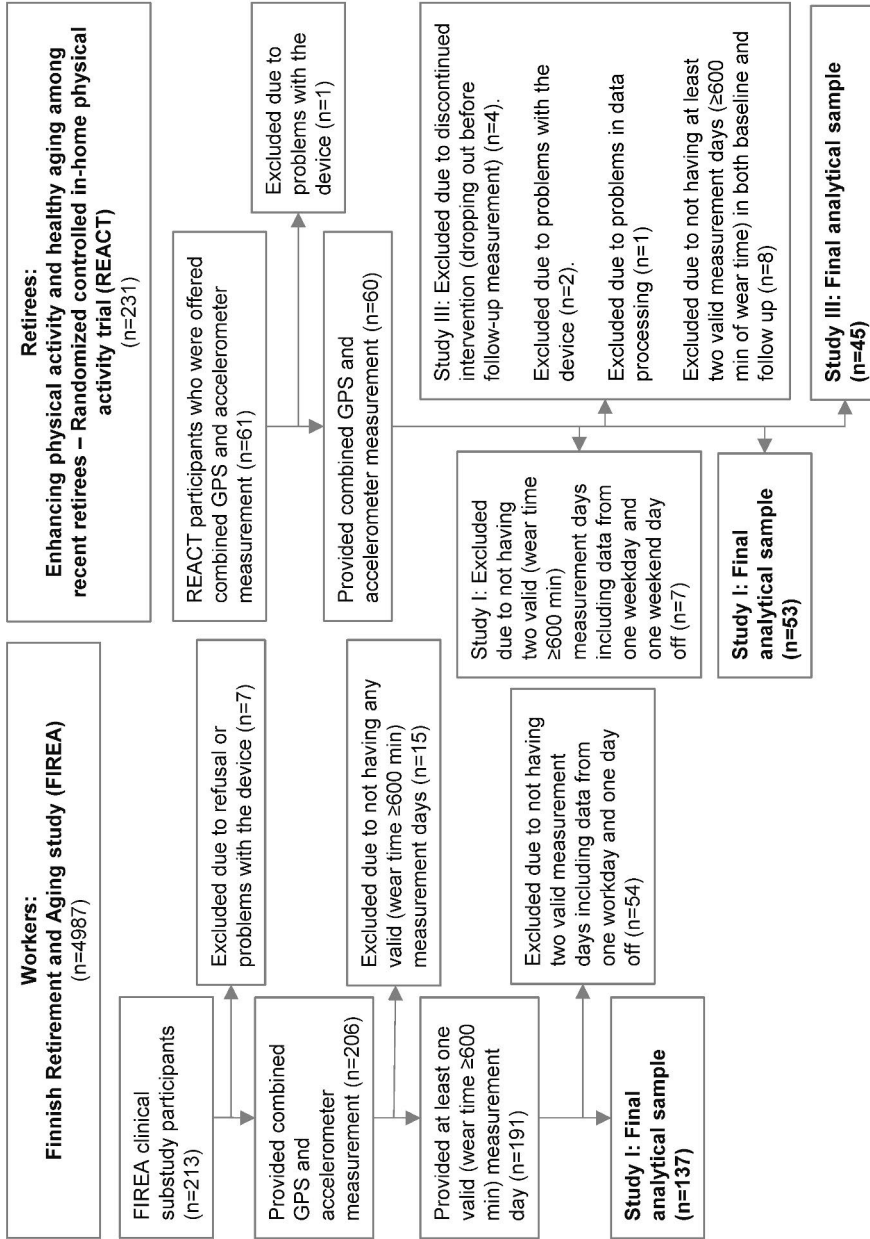 Workers:
Finnish Retirement and Aging study (FIREA)
(n=4987)
FIREA clinical
substudy participants
(n=213)
Excluded due to refusal or
problems with the device (n=7)
Provided combined
GPS and
accelerometer
measurement (n=206)
Excluded due to not having any
valid (wear time ≥600 min)
measurement days (n=15)
Provided at least one
valid (wear time ≥600
min) measurement
day (n=191)
Excluded due to not having
two valid measurement
days including data from
one workday and one day
off (n=54)
Study I: Final
analytical sample
(n=137)
Retirees:
Enhancing physical activity and healthy aging among
recent retirees – Randomized controlled in-home physical
activity trial (REACT)
(n=231)
REACT participants who were offered
combined GPS and accelerometer
measurement (n=61)
Excluded due to
problems with the
device (n=1)
Provided combined GPS and
accelerometer measurement (n=60)
Study I: Excluded
due to not having
two valid (wear time
≥600 min)
measurement days
including data from
one weekday and
one weekend day
off (n=7)
Study III: Excluded due to discontinued
intervention (dropping out before
follow-up measurement) (n=4).
Excluded due to problems with the
device (n=2).
Excluded due to problems in data
processing (n=1)
Excluded due to not having at least
two valid measurement days (≥600
min of wear time) in both baseline and
follow up (n=8)
Study I: Final
analytical sample
(n=53)
Study III: Final analytical sample
(n=45)